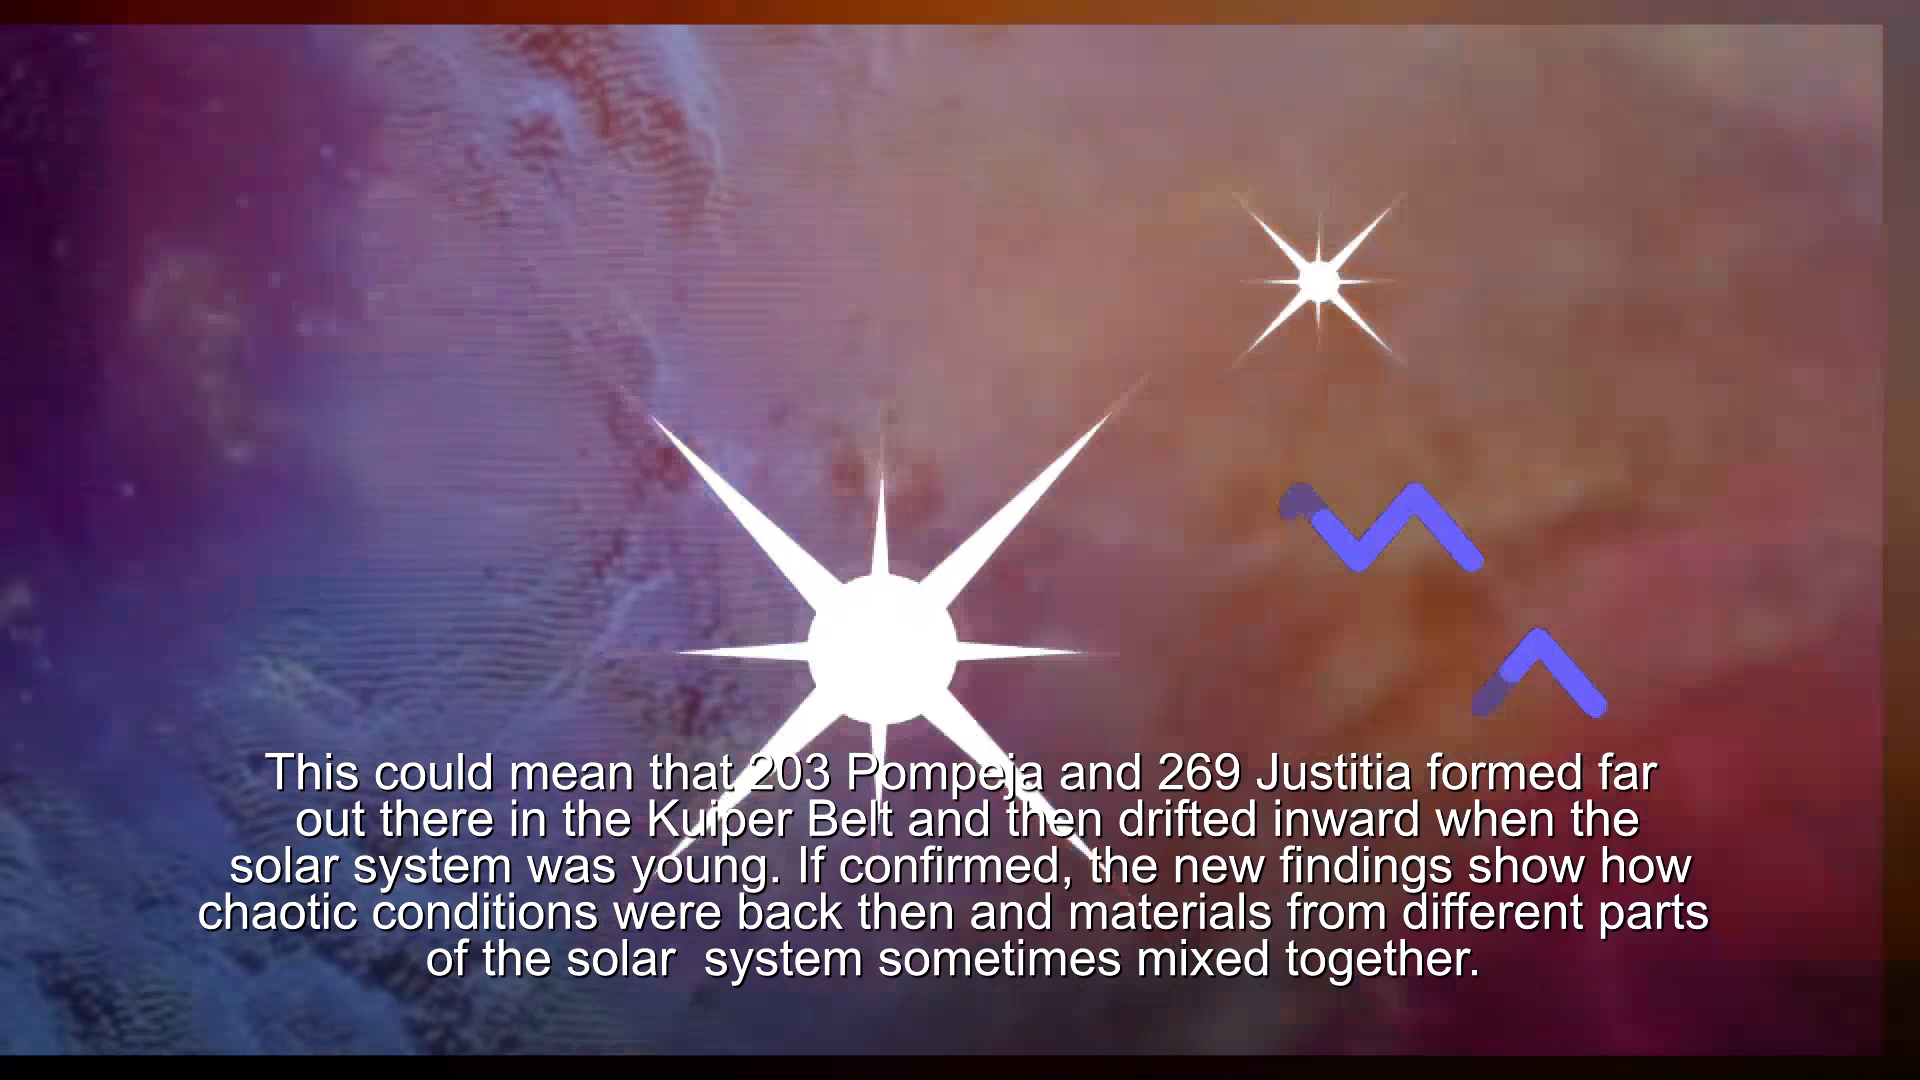 This could mean that 203 Pompeja and 269 Justitia formed far
out there in the Kuiper Belt and then drifted inward when the
solar system was young. If confirmed, the new findings show how
chaotic conditions were back then and materials from different parts
of the solar  system sometimes mixed together.